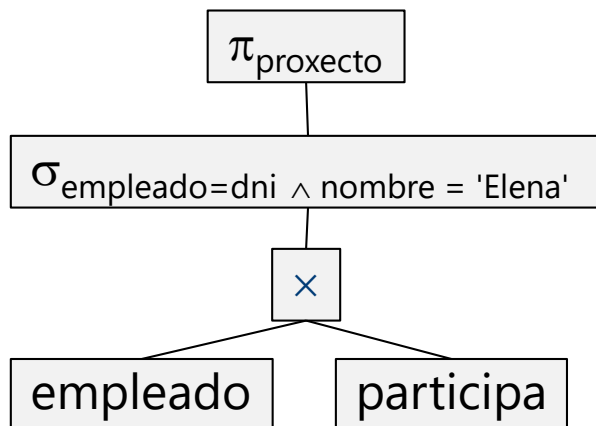 πproxecto
σempleado=dni ∧ nombre = 'Elena'
×
empleado participa